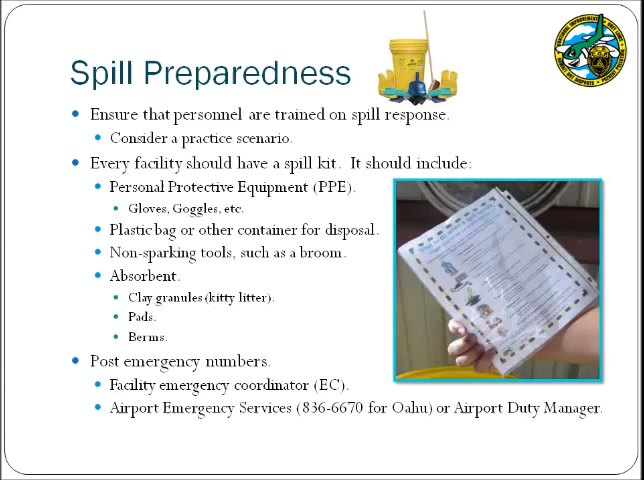 Spill Preparedness
Ensure that personnel are trained on spill response.
Consider a practice scenario.
Every facility should have a spill kit. It should include:
Personal Protective Equipment (PPE).
Gloves, Goggles, etc.
Plastic bag or other container for disposal.
Non-sparking tools, such as a broom.
Absorbent.
Clay granules (kitty litter).
Pads.
Berms.
Post emergency numbers.
Facility emergency coordinator (EC).
Airport Emergency Services (836-6670 for Oahu) or Airport Duty Manager.